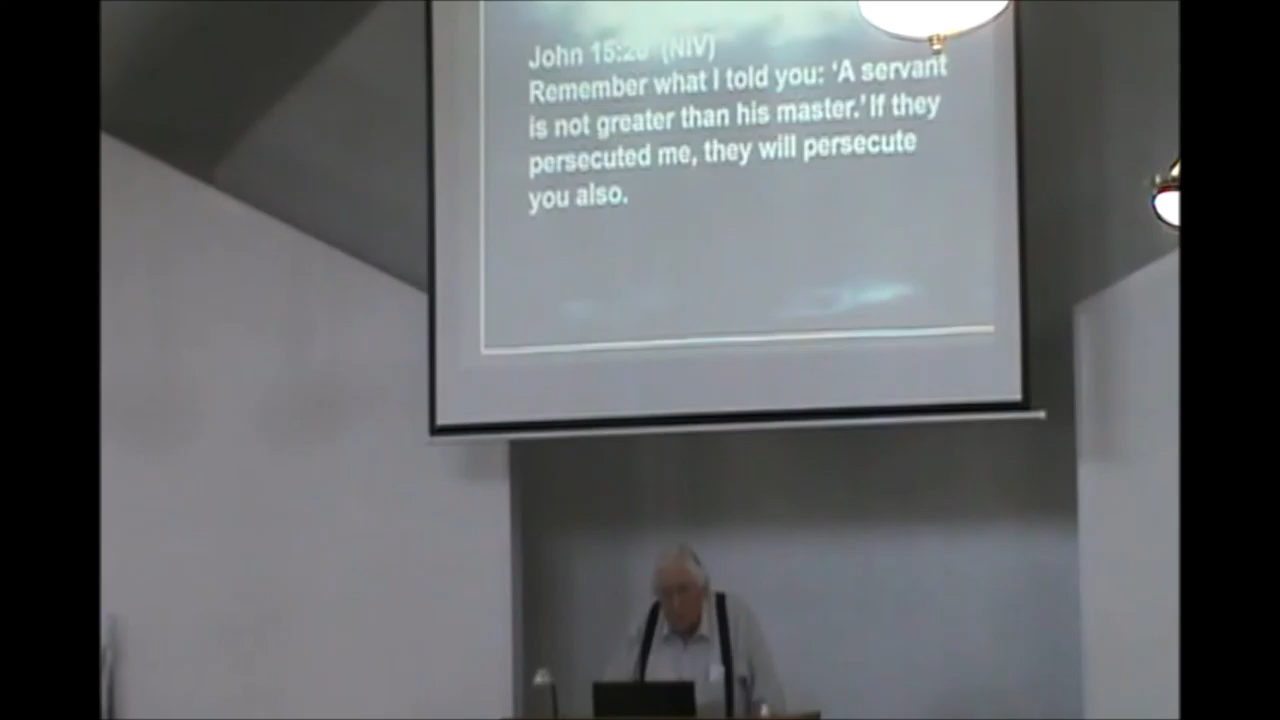 John 15:20 (NIV)
Remember what I told you: ‘A servant
is not greater than his master.’ If they
persecuted me, they will persecute
you also.